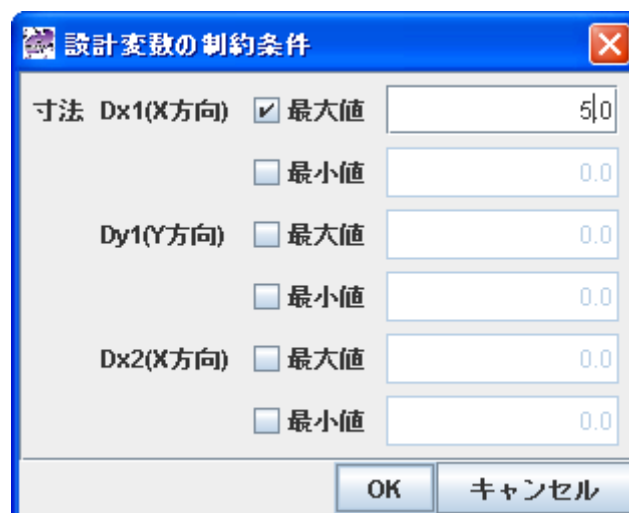 設計変数の制約条件
寸法 Dx1(X方向) 最大値 5.0
最小値 0.0
Dy1(Y方向) 最大値 0.0
最小値 0.0
Dx2(X方向) 最大値 0.0
最小値 0.0
OK キャンセル